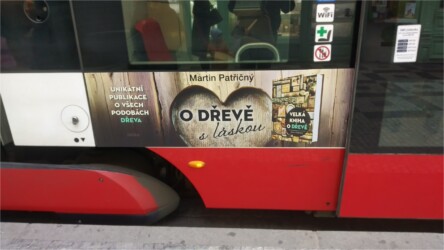 WiFi
Martin Patřičný
UNIKÁTNÍ
PUBLIKACE
O VŠECH
PODOBÁCH
DŘEVA
O DŘEVĚ
s láskou
VELKÁ
KNIHA
O DŘEVĚ